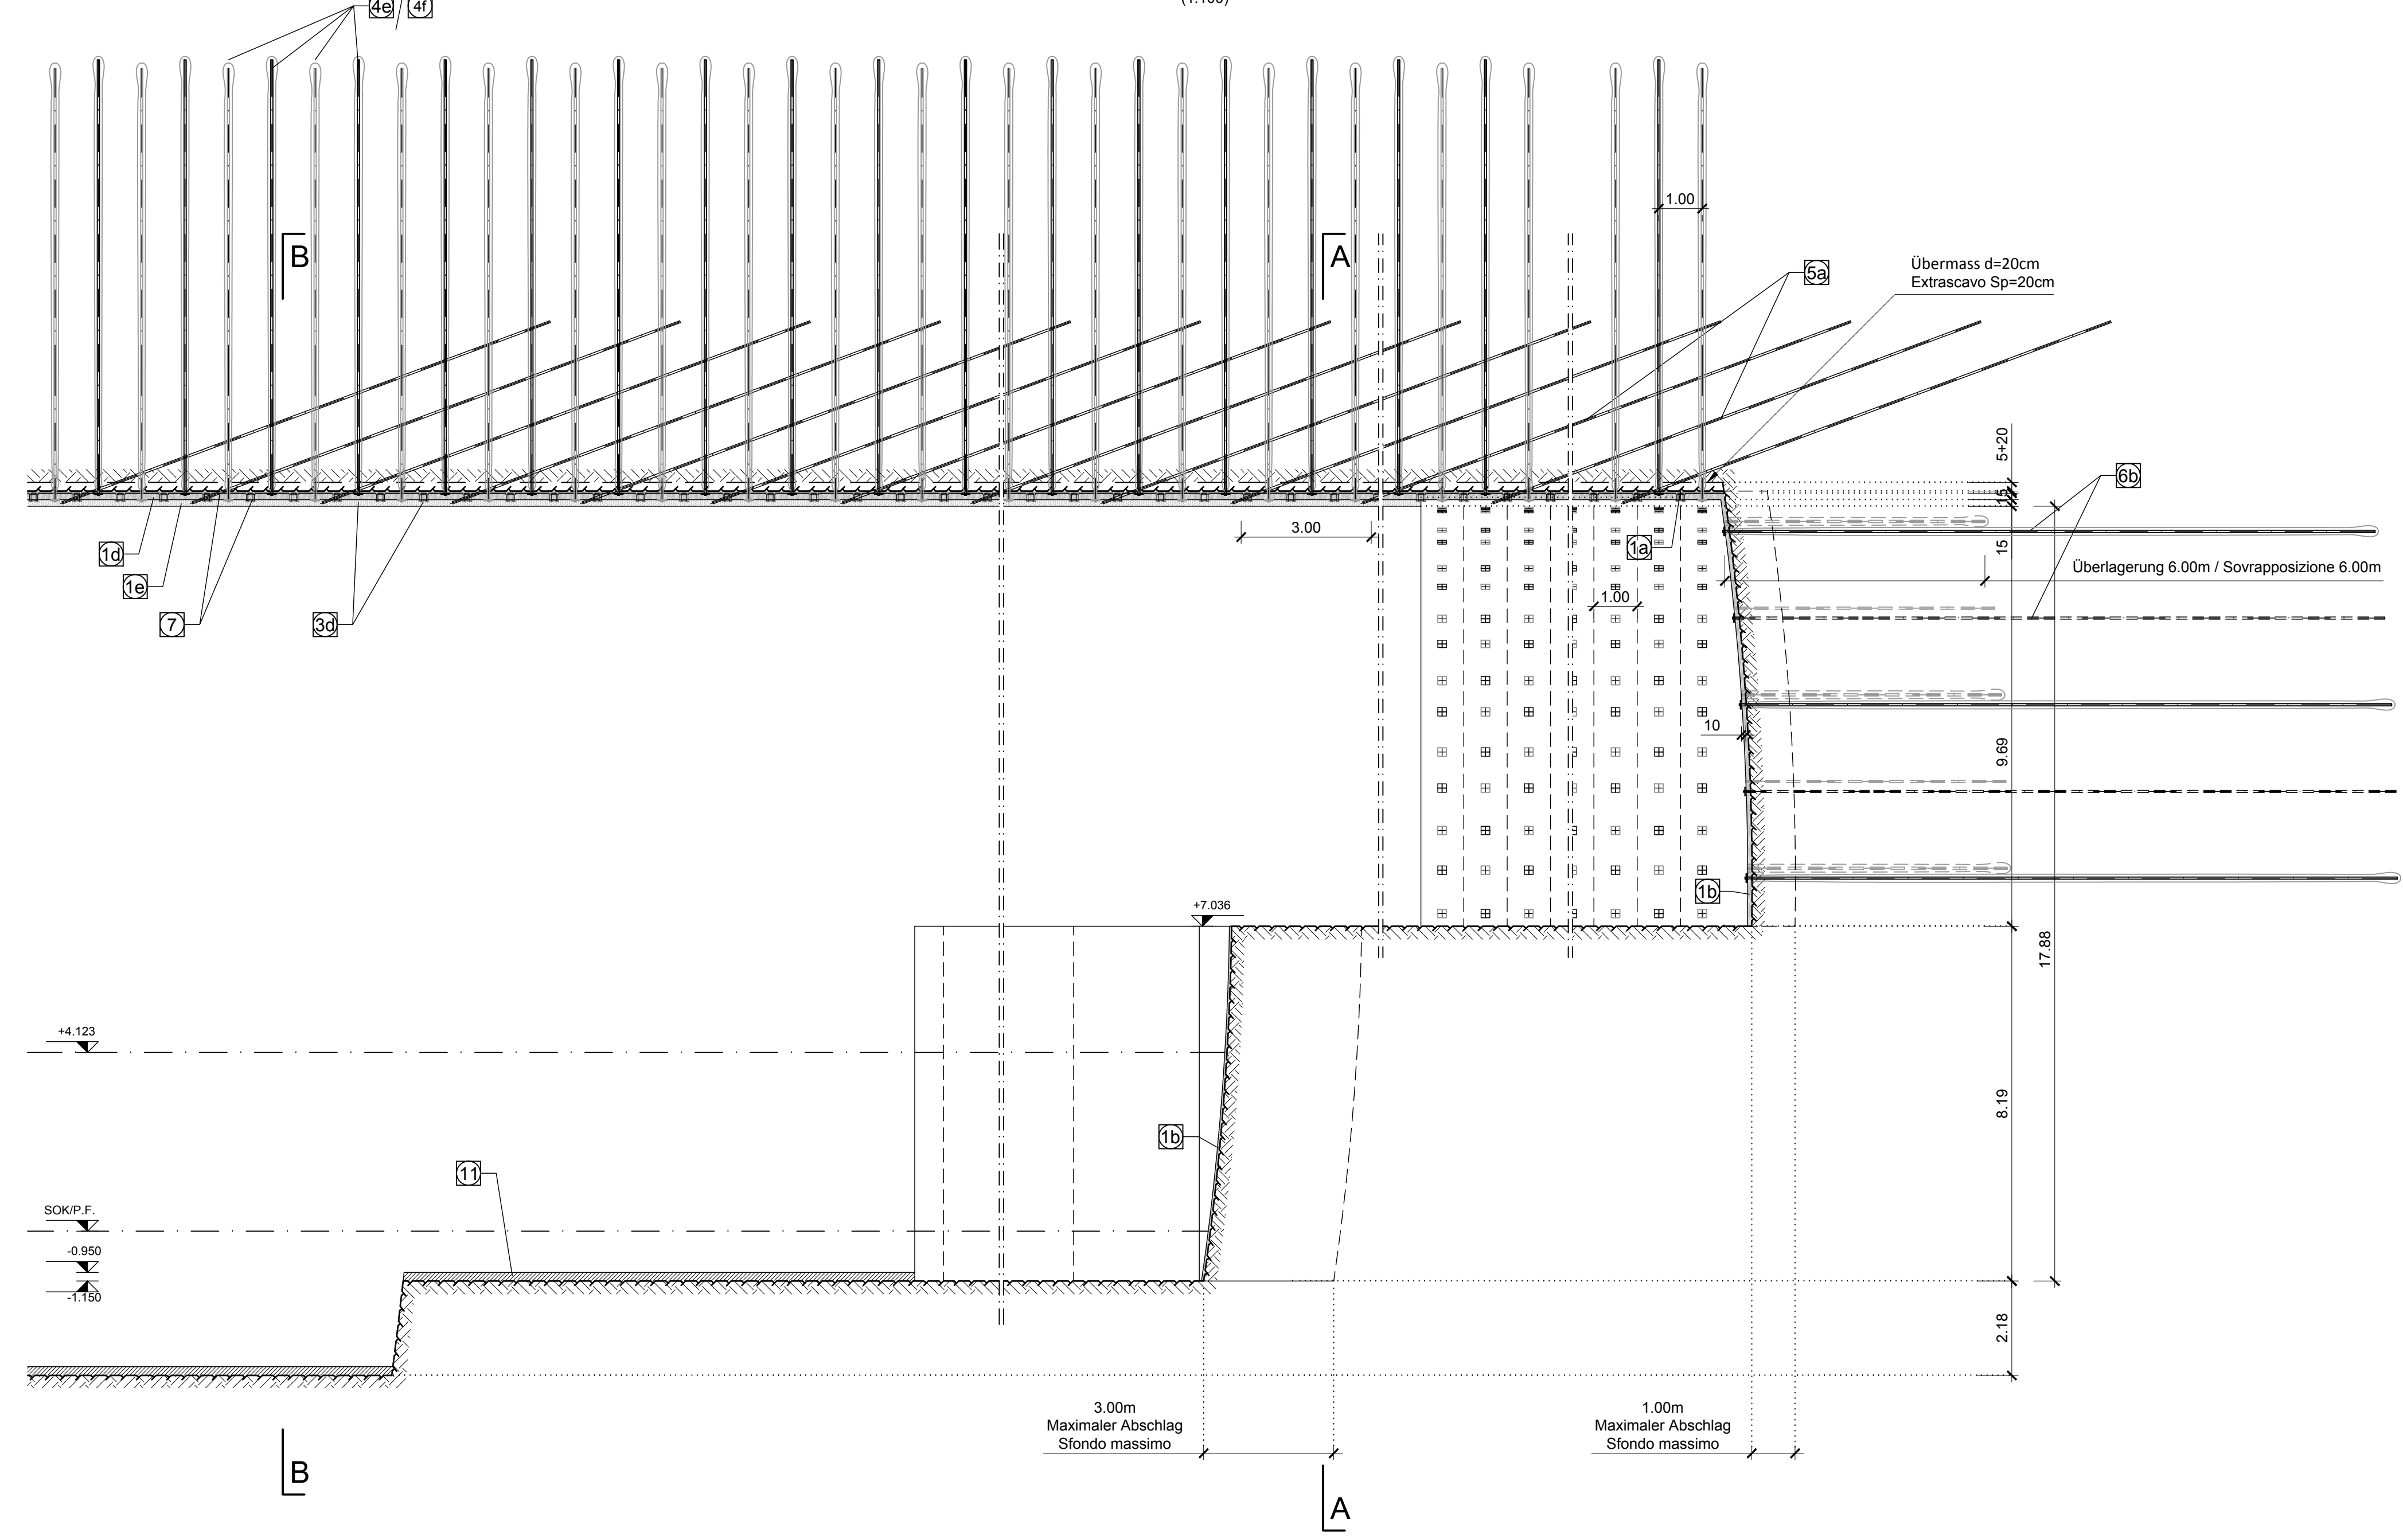 4e
4f
1.00
B
A
5a
Übermass d=20cm
Extrascavo Sp=20cm
5+20
15
15
6b
3.00
1d
1e
7
3d
1a
Überlagerung 6.00m / Sovrapposizione 6.00m
1.00
10
9.69
1b
+7.036
17.88
+4.123
8.19
1b
11
SOK/P.F.
-0.950
-1.150
2.18
3.00m
Maximaler Abschlag
Sfondo massimo
1.00m
Maximaler Abschlag
Sfondo massimo
B
A